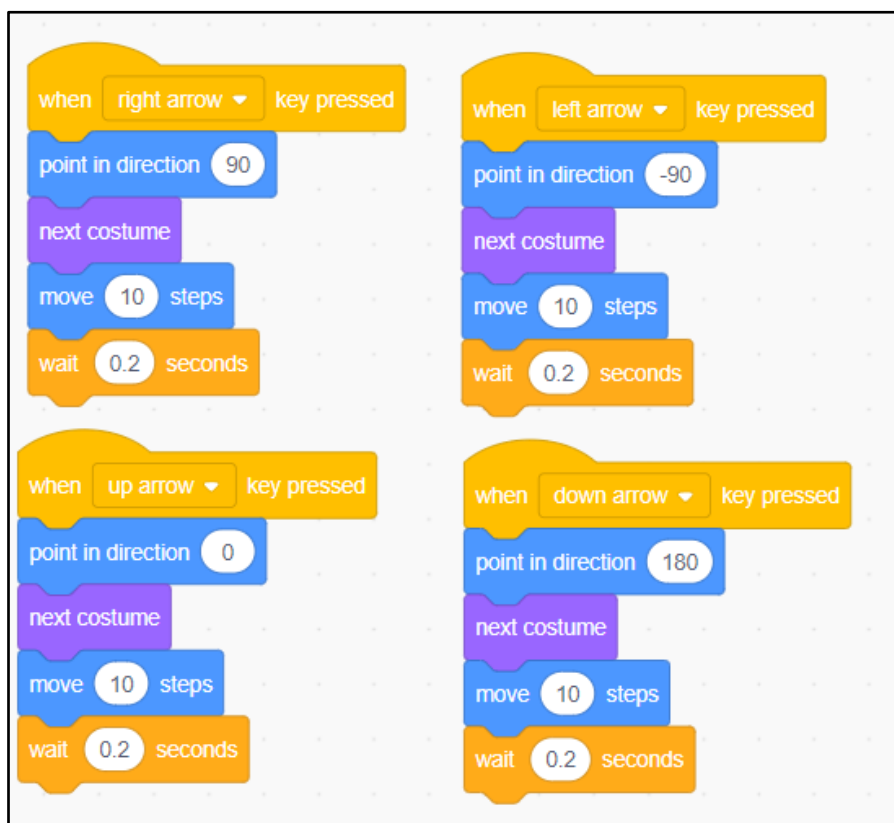 when right arrow key pressed
point in direction 90
next costume
move 10 steps
wait 0.2 seconds
when left arrow key pressed
point in direction -90
next costume
move 10 steps
wait 0.2 seconds
when up arrow key pressed
point in direction 0
next costume
move 10 steps
wait 0.2 seconds
when down arrow key pressed
point in direction 180
next costume
move 10 steps
wait 0.2 seconds